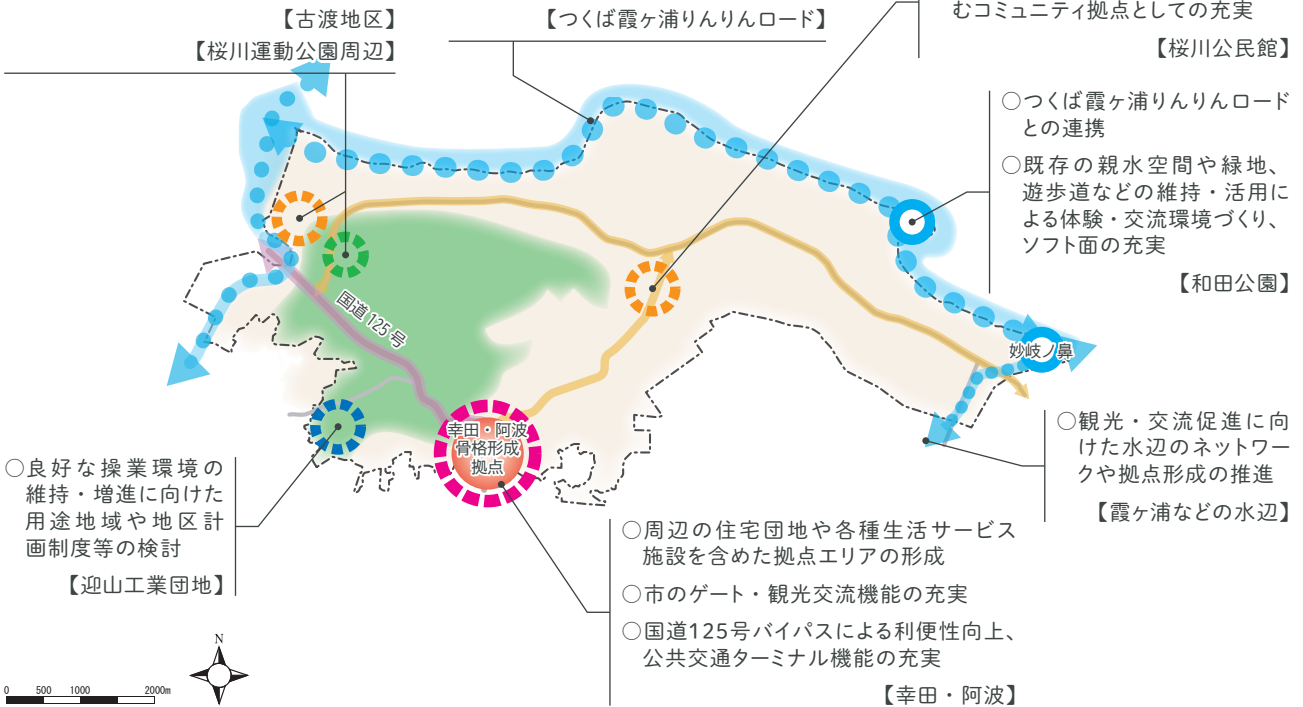 【古渡地区】
【桜川運動公園周辺】
【つくば霞ヶ浦りんりんロード】
むコミュニティ拠点としての充実
【桜川公民館】
○つくば霞ヶ浦りんりんロード
との連携
○既存の親水空間や緑地、
遊歩道などの維持・活用に
よる体験・交流環境づくり、
ソフト面の充実
【和田公園】
国道125号
妙岐ノ鼻
幸田・阿波
骨格形成
拠点
○観光・交流促進に向
けた水辺のネットワー
クや拠点形成の推進
【霞ヶ浦などの水辺】
○良好な操業環境の
維持・増進に向けた
用途地域や地区計
画制度等の検討
【迎山工業団地】
○周辺の住宅団地や各種生活サービス
施設を含めた拠点エリアの形成
○市のゲート・観光交流機能の充実
○国道125号バイパスによる利便性向上、
公共交通ターミナル機能の充実
【幸田・阿波】
N
0 500 1000 2000m